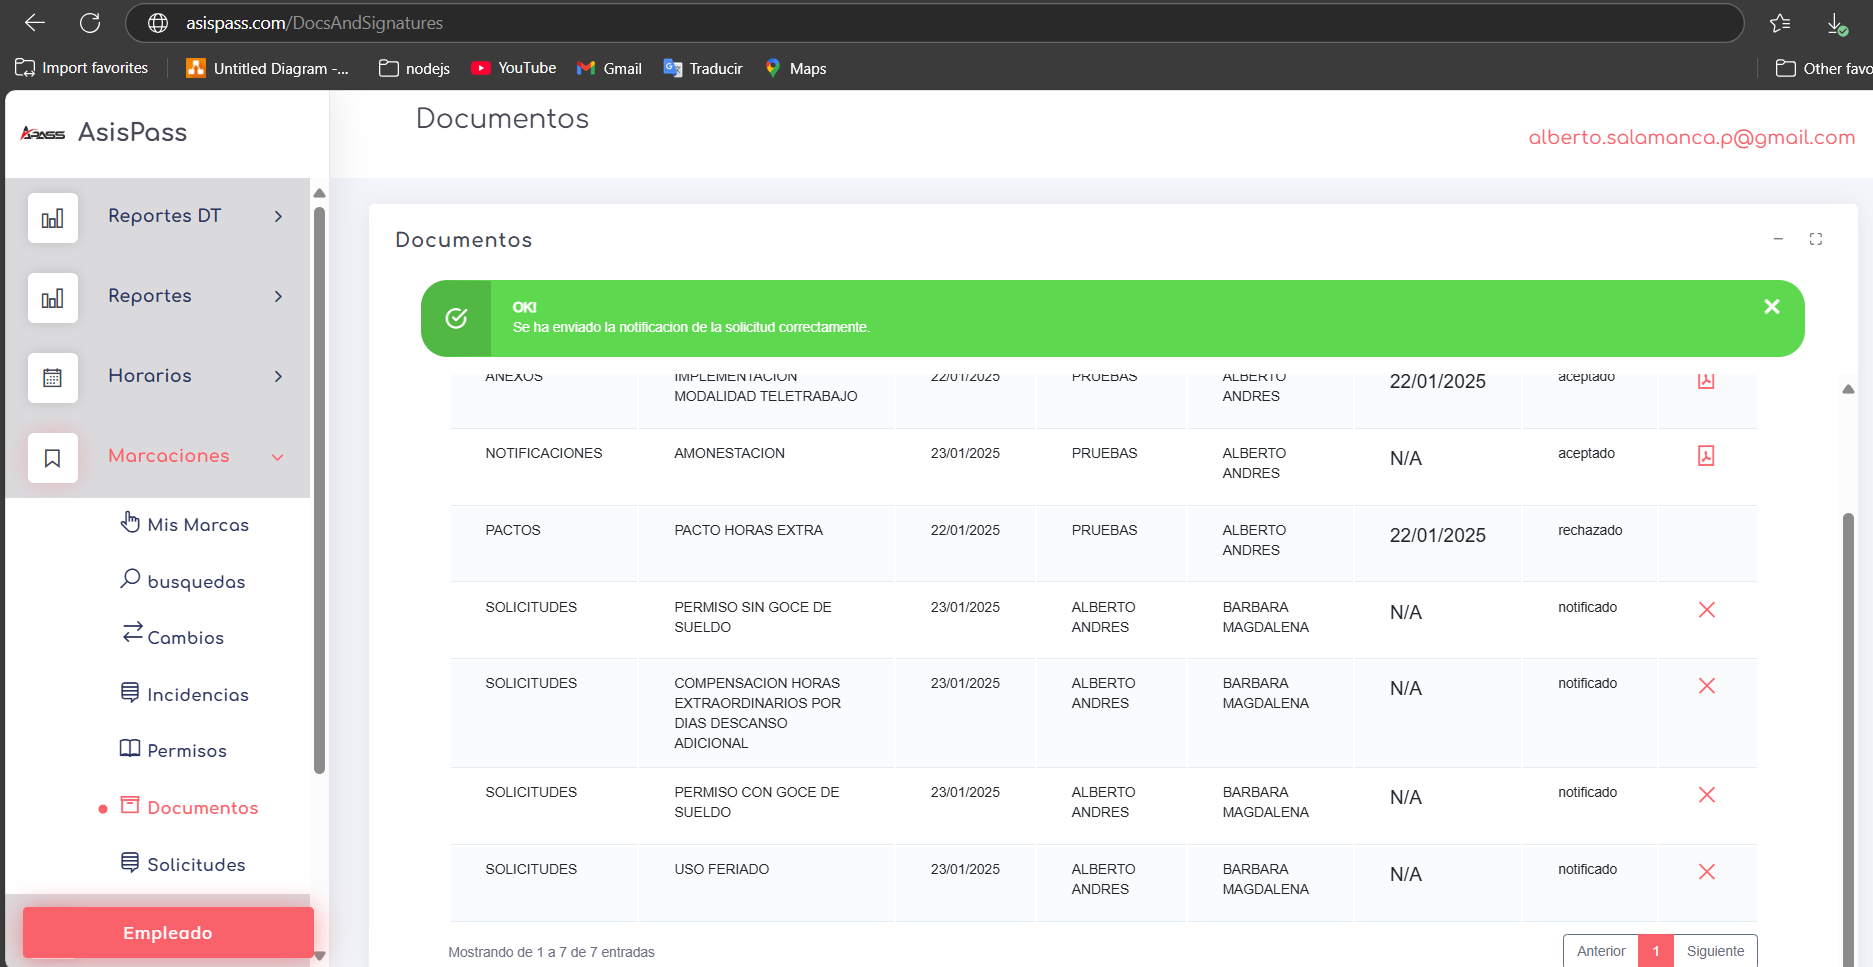 asispass.com/DocsAndSignatures
Import favorites
Untitled Diagram -...
nodejs
YouTube
Gmail
Traducir
Maps
Other favo
APASS AsisPass
Documentos
alberto.salamanca.p@gmail.com
Reportes DT
Reportes
Horarios
Marcaciones
Mis Marcas
busquedas
Cambios
Incidencias
Permisos
Documentos
Solicitudes
Empleado
Documentos
OK!
Se ha enviado la notificacion de la solicitud correctamente.
ANEXOS
IMPLEMENTACION
MODALIDAD TELETRABAJO
22/01/2025
PRUEBAS
ALBERTO
ANDRES
22/01/2025
aceptado
NOTIFICACIONES
AMONESTACION
23/01/2025
PRUEBAS
ALBERTO
ANDRES
N/A
aceptado
PACTOS
PACTO HORAS EXTRA
22/01/2025
PRUEBAS
ALBERTO
ANDRES
22/01/2025
rechazado
SOLICITUDES
PERMISO SIN GOCE DE
SUELDO
23/01/2025
ALBERTO
ANDRES
BARBARA
MAGDALENA
N/A
notificado
SOLICITUDES
COMPENSACION HORAS
EXTRAORDINARIOS POR
DIAS DESCANSO
ADICIONAL
23/01/2025
ALBERTO
ANDRES
BARBARA
MAGDALENA
N/A
notificado
SOLICITUDES
PERMISO CON GOCE DE
SUELDO
23/01/2025
ALBERTO
ANDRES
BARBARA
MAGDALENA
N/A
notificado
SOLICITUDES
USO FERIADO
23/01/2025
ALBERTO
ANDRES
BARBARA
MAGDALENA
N/A
notificado
Mostrando de 1 a 7 de 7 entradas
Anterior
1
Siguiente